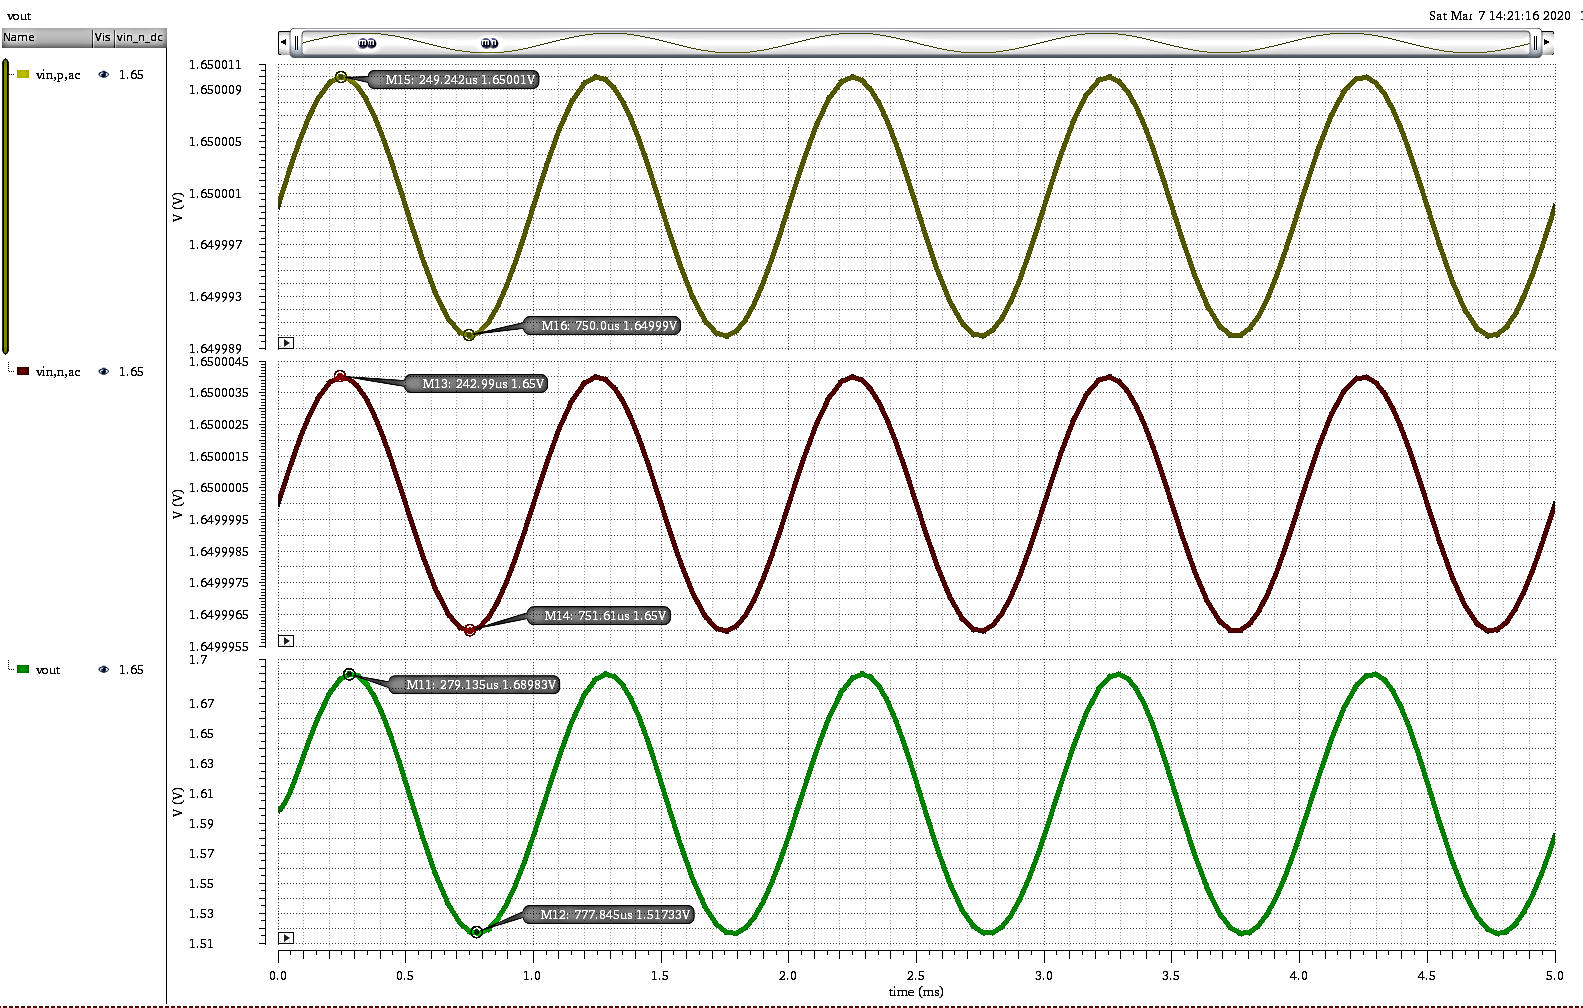 vout
Sat Mar 7 14:21:16 2020
Name Vis vin_n_dc
vin,p,ac 1.65
vin,n,ac 1.65
vout 1.65
1.650011
1.650009
1.650005
1.650001
1.649997
1.649993
1.649989
V (V)
M15: 249.242us 1.65001V
M16: 750.0us 1.64999V
1.6500045
1.6500035
1.6500025
1.6500015
1.6500005
1.6499995
1.6499985
1.6499975
1.6499965
1.6499955
V (V)
M13: 242.99us 1.65V
M14: 751.61us 1.65V
1.7
1.67
1.65
1.63
1.61
1.59
1.57
1.55
1.53
1.51
V (V)
M11: 279.135us 1.68983V
M12: 777.845us 1.51733V
0.0 0.5 1.0 1.5 2.0 2.5 3.0 3.5 4.0 4.5 5.0
time (ms)